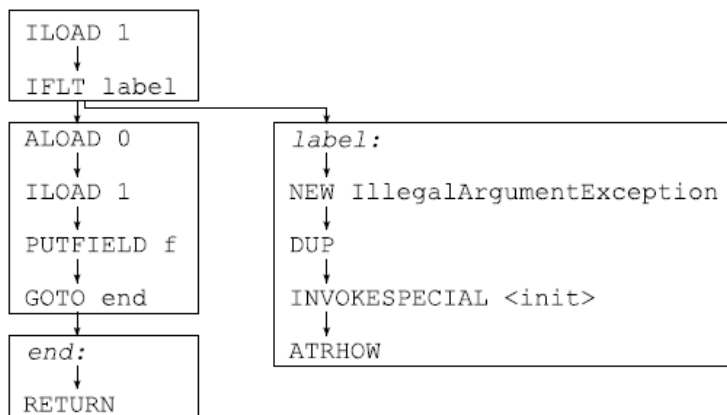 ILOAD 1
IFLT label
ALOAD 0
ILOAD 1
PUTFIELD f
GOTO end
end:
RETURN
label:
NEW IllegalArgumentException
DUP
INVOKESPECIAL <init>
ATRHOW